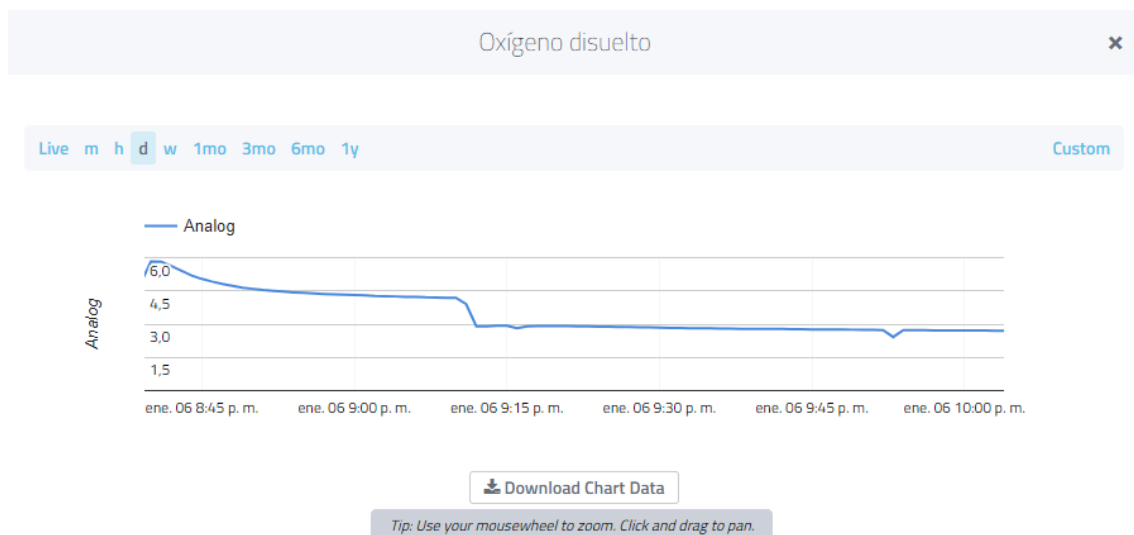 Oxígeno disuelto ×
Live m h d w 1mo 3mo 6mo 1y Custom
Analog
Analog
6,0
4,5
3,0
1,5
ene. 06 8:45 p. m. ene. 06 9:00 p. m. ene. 06 9:15 p. m. ene. 06 9:30 p. m. ene. 06 9:45 p. m. ene. 06 10:00 p. m.
Download Chart Data
Tip: Use your mousewheel to zoom. Click and drag to pan.